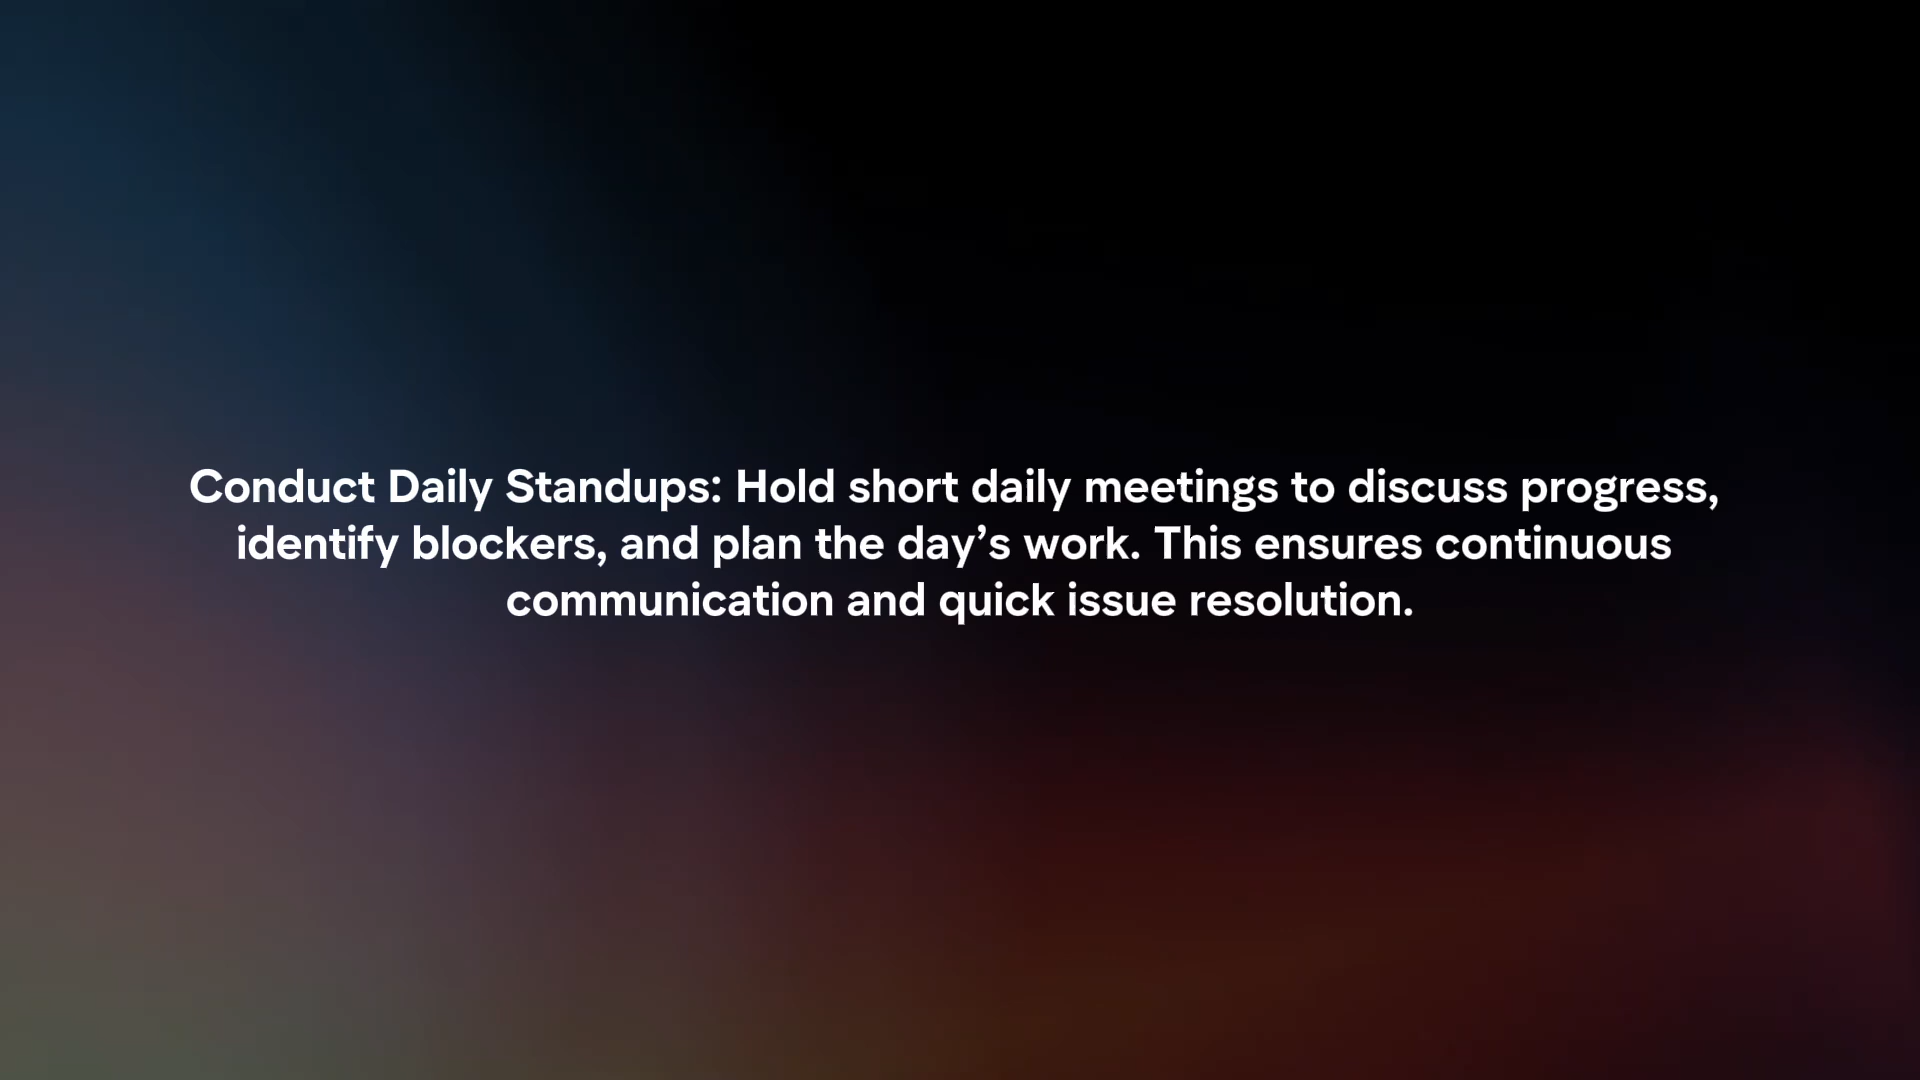 Conduct Daily Standups: Hold short daily meetings to discuss progress,
identify blockers, and plan the day’s work. This ensures continuous
communication and quick issue resolution.